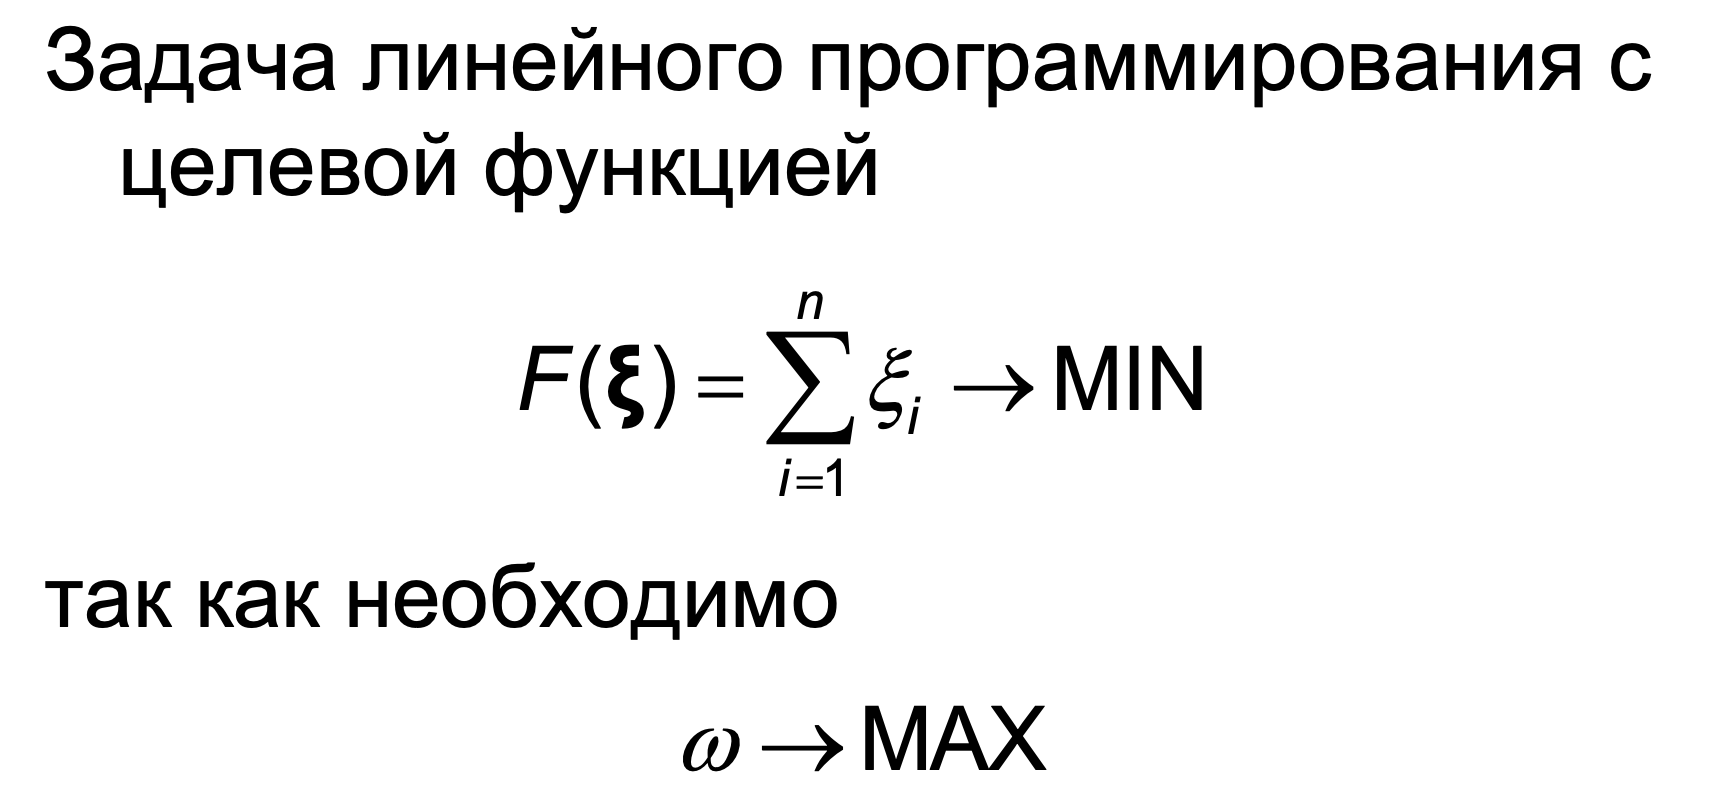 Задача линейного программирования с
целевой функцией
F(ξ) = ∑_{i=1}^{n} ξ_i → MIN
так как необходимо
ω → MAX